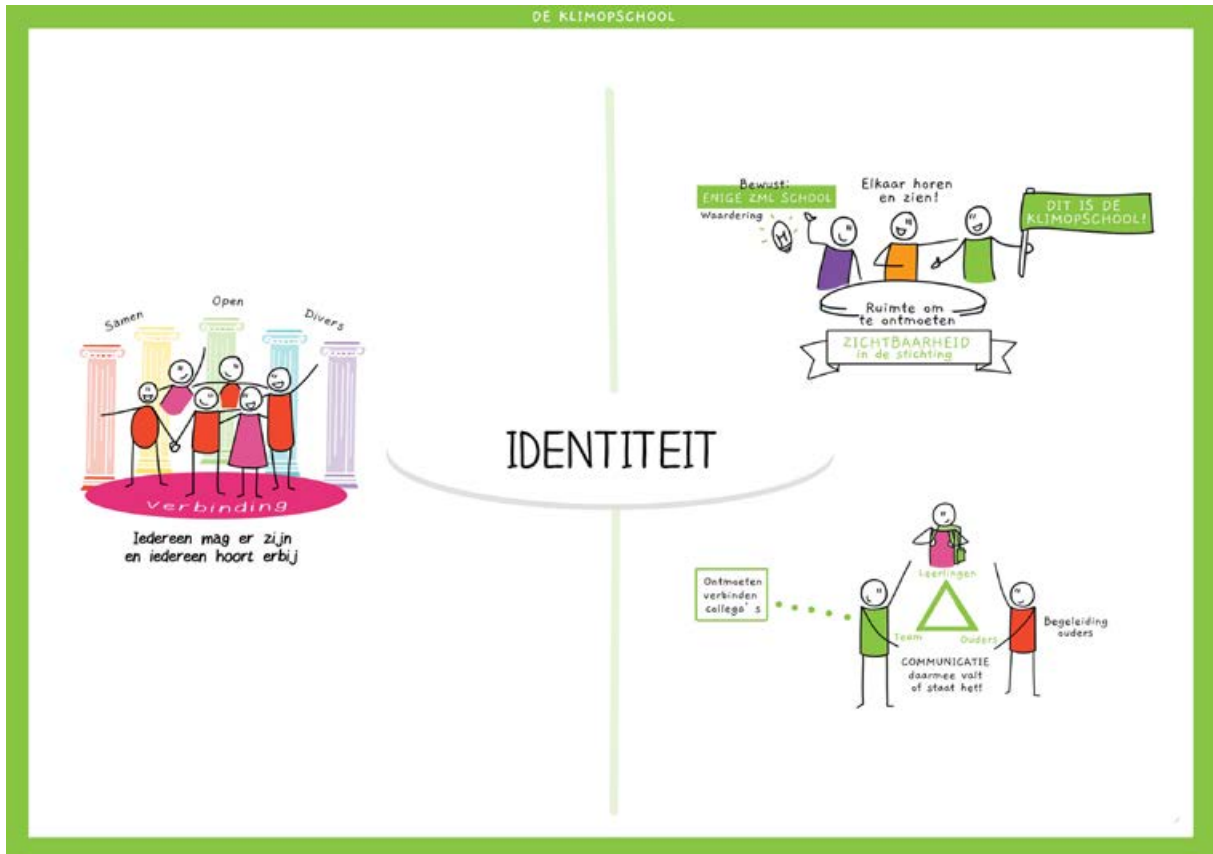 DE KLIMOPSCHOOL
Samen
Open
Divers
verbinding
Iedereen mag er zijn
en iedereen hoort erbij
IDENTITEIT
Bewust:
ENIGE ZML SCHOOL
Waardering
Elkaar horen
en zien!
DIT IS DE
KLIMOPSCHOOL!
Ruimte om
te ontmoeten
ZICHTBAARHEID
in de stichting
Ontmoeten
verbinden
collega's
Leerlingen
Team
Ouders
COMMUNICATIE
daarmee valt
of staat het!
Begeleiding
ouders